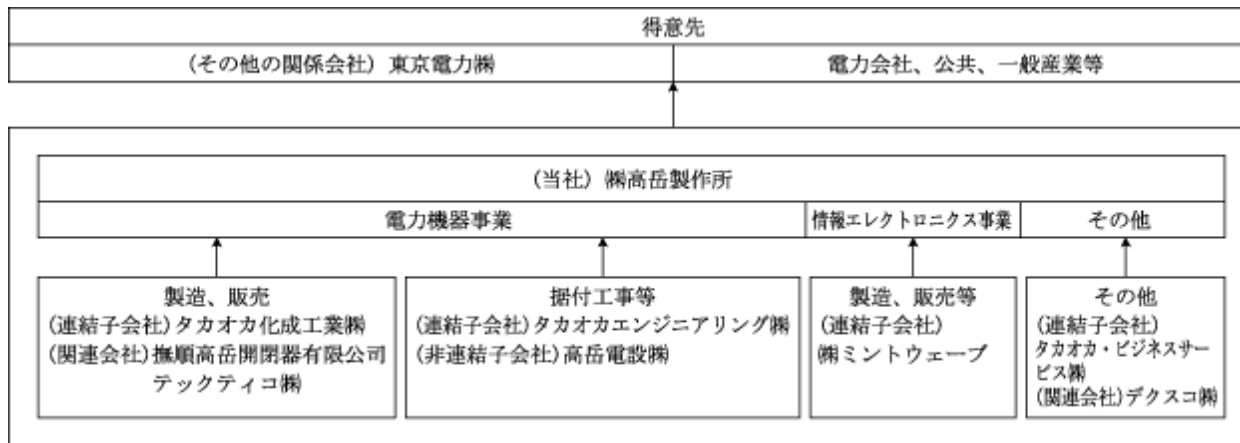 得意先
(その他の関係会社) 東京電力㈱
電力会社、公共、一般産業等
(当社) ㈱高岳製作所
電力機器事業
情報エレクトロニクス事業
その他
製造、販売
(連結子会社)タカオカ化成工業㈱
(関連会社)撫順高岳開閉器有限公司
テックティコ㈱
据付工事等
(連結子会社)タカオカエンジニアリング㈱
(非連結子会社)高岳電設㈱
製造、販売等
(連結子会社)
㈱ミントウェーブ
その他
(連結子会社)
タカオカ・ビジネスサー
ビス㈱
(関連会社)デクスコ㈱